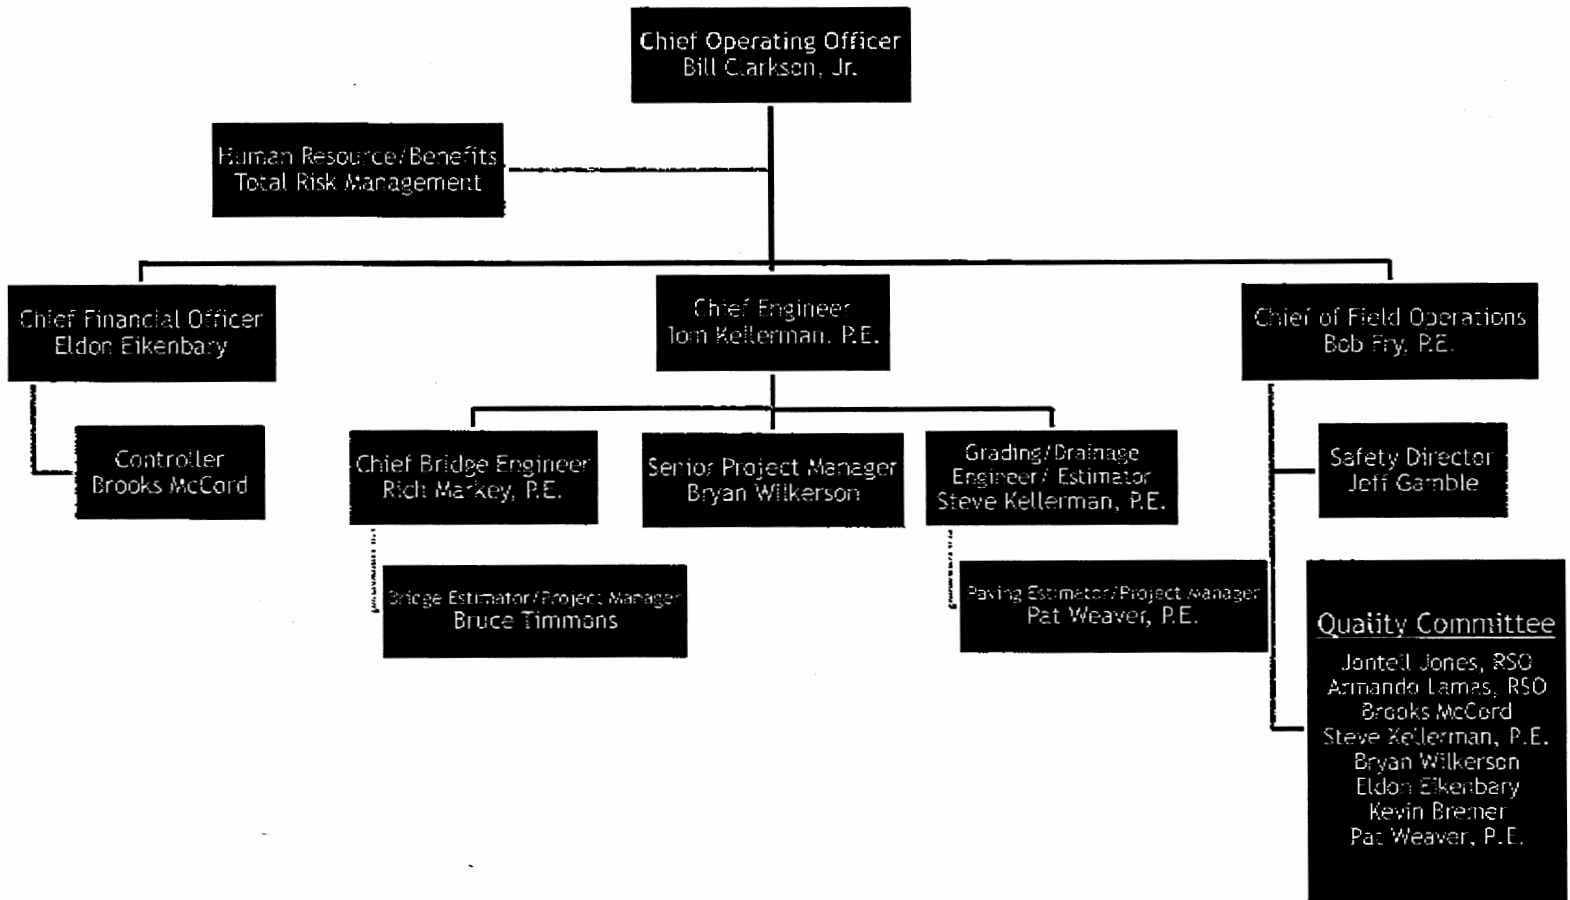 Chief Operating Officer
Bill Clarkson, Jr.
Human Resource/Benefits
Total Risk Management
Chief Financial Officer
Eldon Eikenbary
Chief Engineer
Tom Kellerman, P.E.
Chief of Field Operations
Bob Fry, P.E.
Controller
Brooks McCord
Chief Bridge Engineer
Rich Markey, P.E.
Senior Project Manager
Bryan Wilkerson
Grading/Drainage
Engineer/ Estimator
Steve Kellerman, P.E.
Safety Director
Jeff Gamble
Bridge Estimator/Project Manager
Bruce Timmons
Paving Estimator/Project Manager
Pat Weaver, P.E.
Quality Committee
Jontell Jones, RSO
Armando Lamas, RSO
Brooks McCord
Steve Kellerman, P.E.
Bryan Wilkerson
Eldon Eikenbary
Kevin Bremer
Pat Weaver, P.E.